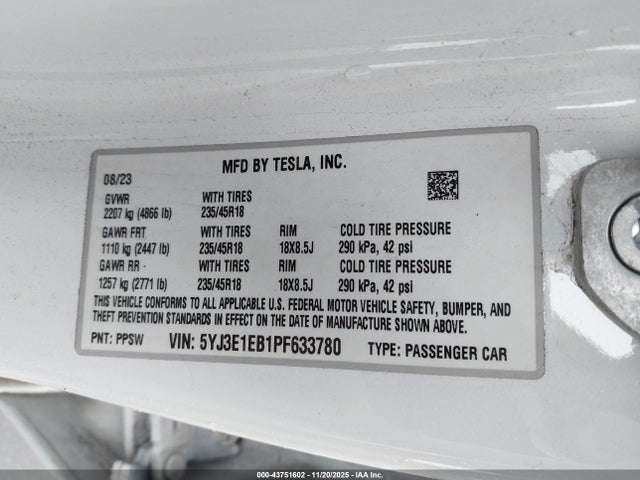 MFD BY TESLA, INC.
08/23
GVWR WITH TIRES
2207 kg (4866 lb) 235/45R18
GAWR FRT WITH TIRES RIM COLD TIRE PRESSURE
1110 kg (2447 lb) 235/45R18 18X8.5J 290 kPa, 42 psi
GAWR RR - WITH TIRES RIM COLD TIRE PRESSURE
1257 kg (2771 lb) 235/45R18 18X8.5J 290 kPa, 42 psi
THIS VEHICLE CONFORMS TO ALL APPLICABLE U.S. FEDERAL MOTOR VEHICLE SAFETY, BUMPER, AND
THEFT PREVENTION STANDARDS IN EFFECT ON THE DATE OF MANUFACTURE SHOWN ABOVE.
PNT: PPSW VIN: 5YJ3E1EB1PF633780 TYPE: PASSENGER CAR
00-43751602 - 11/20/2025 - IAA Inc.